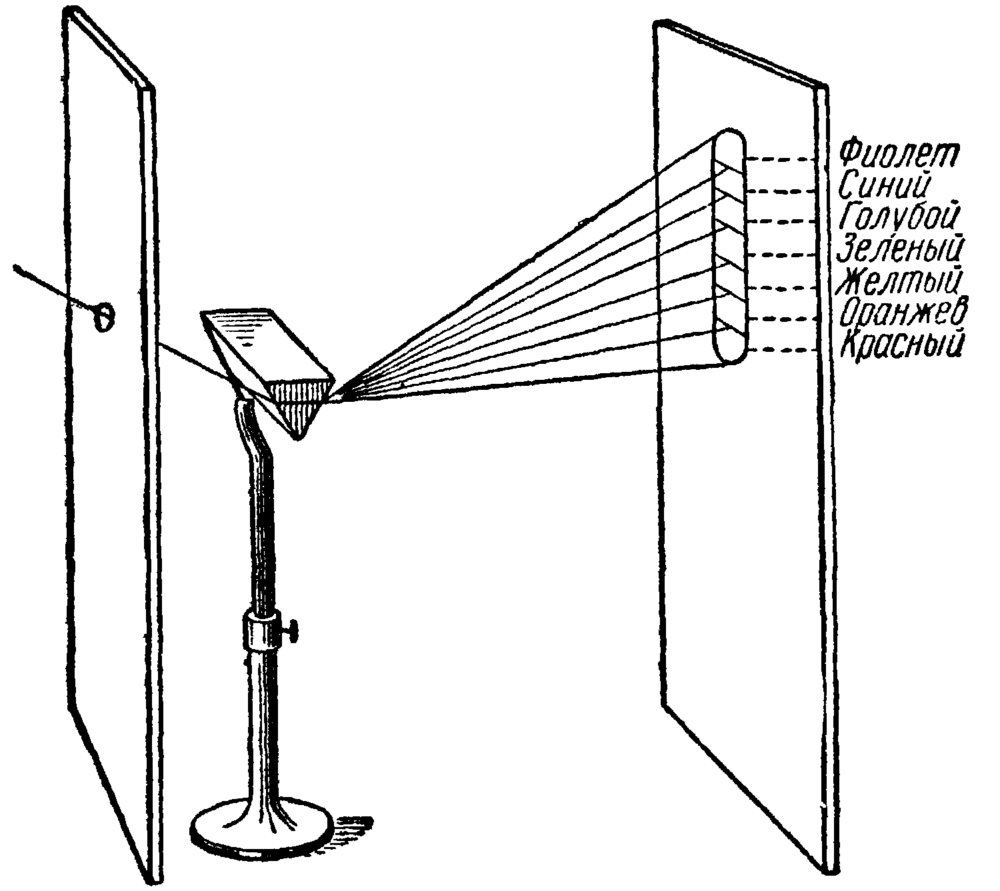 Фиолет
Синий
Голубой
Зеленый
Желтый
Оранжев
Красный